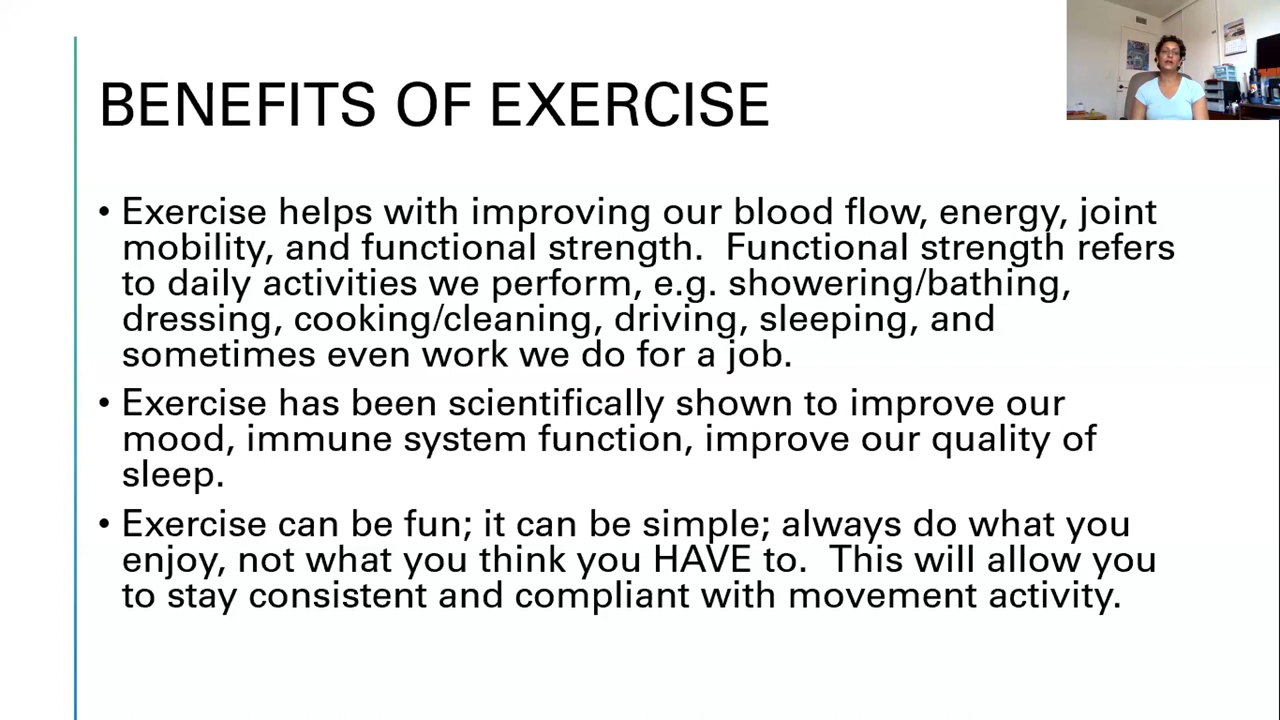 BENEFITS OF EXERCISE
• Exercise helps with improving our blood flow, energy, joint
mobility, and functional strength.  Functional strength refers
to daily activities we perform, e.g. showering/bathing,
dressing, cooking/cleaning, driving, sleeping, and
sometimes even work we do for a job.
• Exercise has been scientifically shown to improve our
mood, immune system function, improve our quality of
sleep.
• Exercise can be fun; it can be simple; always do what you
enjoy, not what you think you HAVE to.  This will allow you
to stay consistent and compliant with movement activity.